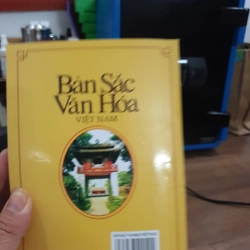 Bản Sắc
Văn Hóa
VIỆT NAM